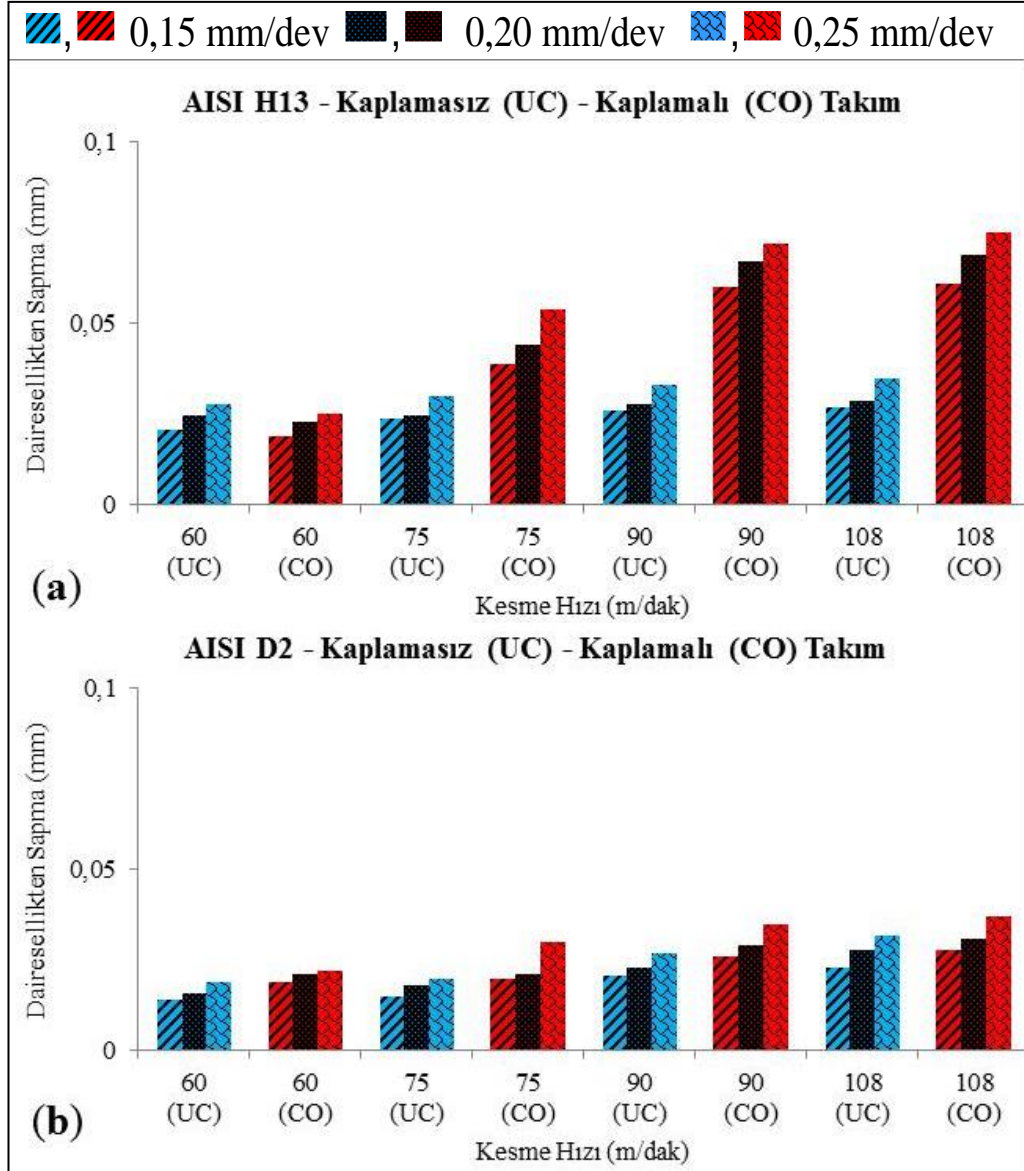 , 0,15 mm/dev , 0,20 mm/dev , 0,25 mm/dev
AISI H13 - Kaplamasız (UC) - Kaplamalı (CO) Takım
0,1
0,05
0
Dairesellikten Sapma (mm)
60 60 75 75 90 90 108 108
(UC) (CO) (UC) (CO) (UC) (CO) (UC) (CO)
(a)
Kesme Hızı (m/dak)
AISI D2 - Kaplamasız (UC) - Kaplamalı (CO) Takım
0,1
0,05
0
Dairesellikten Sapma (mm)
60 60 75 75 90 90 108 108
(UC) (CO) (UC) (CO) (UC) (CO) (UC) (CO)
(b)
Kesme Hızı (m/dak)